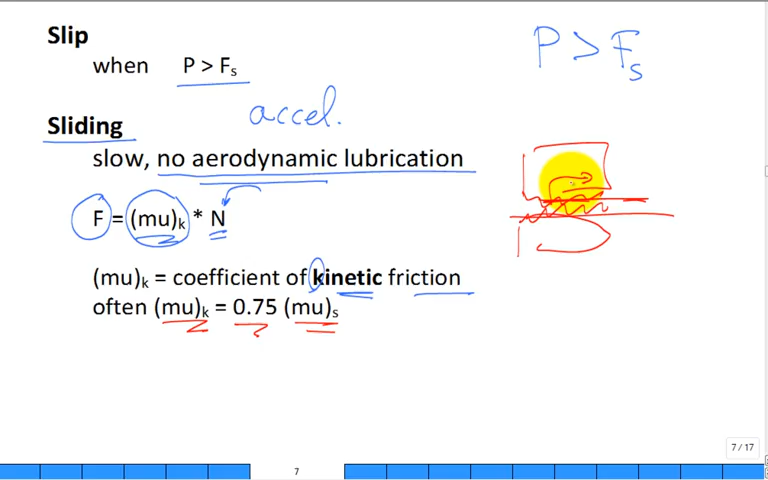 Slip
P > Fs
when P > Fs
accel.
Sliding
slow, no aerodynamic lubrication
F = (mu)k * N
(mu)k = coefficient of kinetic friction
often (mu)k = 0.75 (mu)s
7 / 17
7